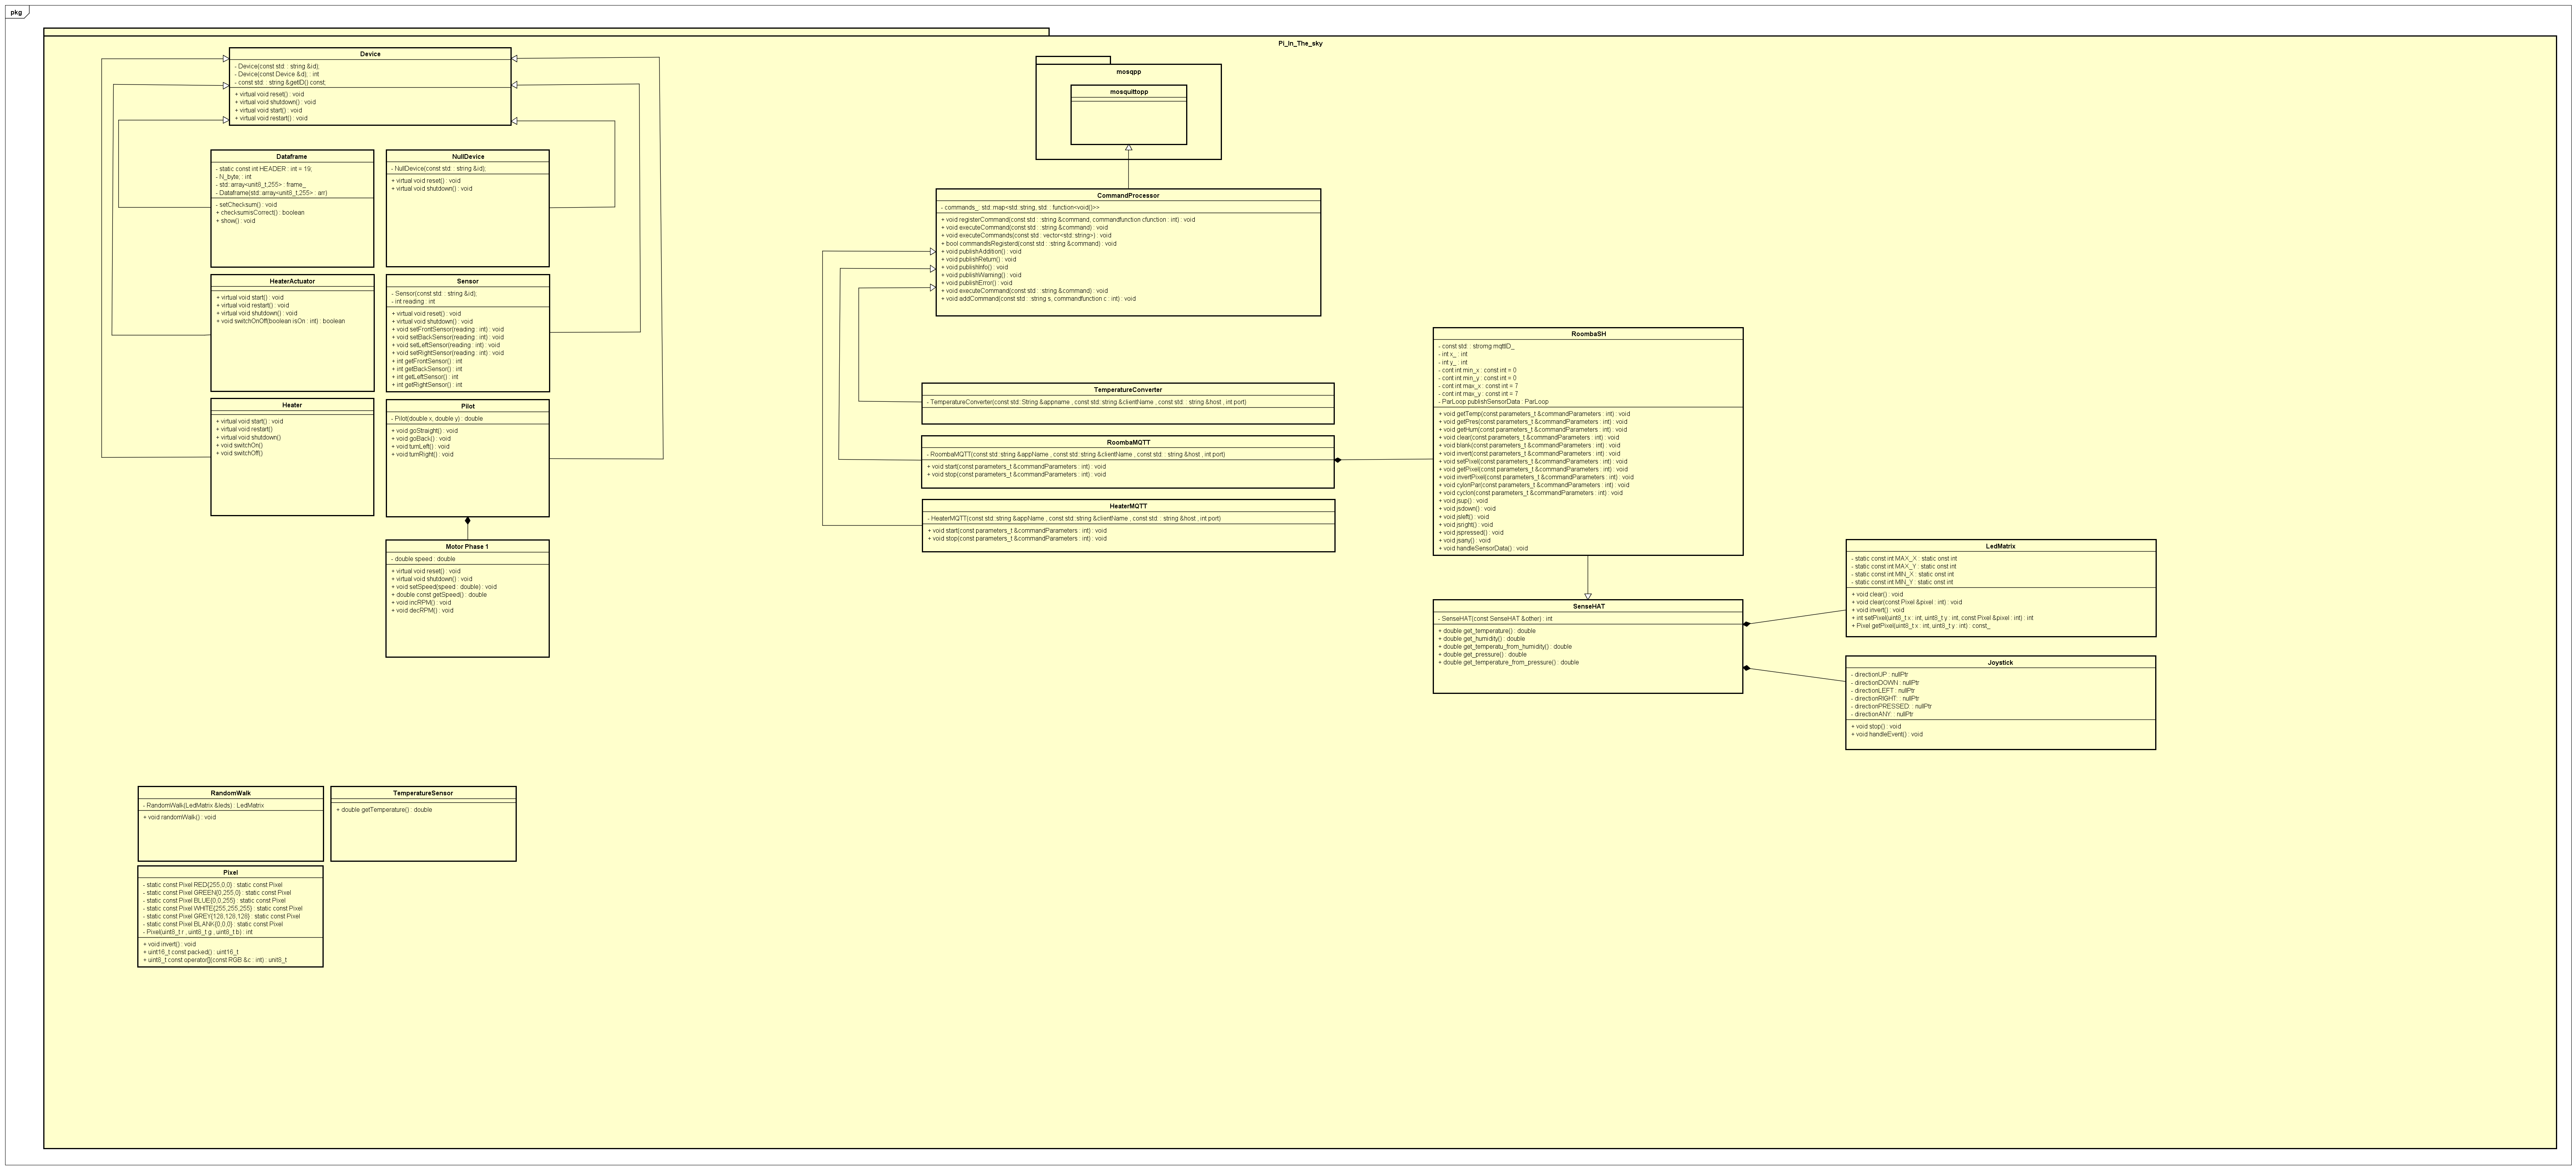 pkg
Pi_In_The_sky
Device
- Device(const std: : string &id);
- Device(const Device &d); : int
- const std: : string &getID() const;
+ virtual void reset() : void
+ virtual void shutdown() : void
+ virtual void start() : void
+ virtual void restart() : void
Dataframe
- static const int HEADER : int = 19;
- N_byte; : int
- std::array<unit8_t,255> : frame_
- Dataframe(std::array<unit8_t,255> : arr)
- setChecksum() : void
+ checksumisCorrect() : boolean
+ show() : void
NullDevice
- NullDevice(const std: : string &id);
+ virtual void reset() : void
+ virtual void shutdown() : void
HeaterActuator
+ virtual void start() : void
+ virtual void restart() : void
+ virtual void shutdown() : void
+ void switchOnOff(boolean isOn : int) : boolean
Sensor
- Sensor(const std: : string &id);
- int reading : int
+ virtual void reset() : void
+ virtual void shutdown() : void
+ void setFrontSensor(reading : int) : void
+ void setBackSensor(reading : int) : void
+ void setLeftSensor(reading : int) : void
+ void setRightSensor(reading : int) : void
+ int getFrontSensor() : int
+ int getBackSensor() : int
+ int getLeftSensor() : int
+ int getRightSensor() : int
Heater
+ virtual void start() : void
+ virtual void restart()
+ virtual void shutdown()
+ void switchOn()
+ void switchOff()
Pilot
- Pilot(double x, double y) : double
+ void goStraight() : void
+ void goBack() : void
+ void turnLeft() : void
+ void turnRight() : void
Motor Phase 1
- double speed : double
+ virtual void reset() : void
+ virtual void shutdown() : void
+ void setSpeed(speed : double) : void
+ double const getSpeed() : double
+ void incRPM() : void
+ void decRPM() : void
RandomWalk
- RandomWalk(LedMatrix &leds) : LedMatrix
+ void randomWalk() : void
TemperatureSensor
+ double getTemperature() : double
Pixel
- static const Pixel RED{255,0,0} : static const Pixel
- static const Pixel GREEN{0,255,0} : static const Pixel
- static const Pixel BLUE{0,0,255} : static const Pixel
- static const Pixel WHITE{255,255,255} : static const Pixel
- static const Pixel GREY{128,128,128} : static const Pixel
- static const Pixel BLANK{0,0,0} : static const Pixel
- Pixel(uint8_t r , uint8_t g , uint8_t b) : int
+ void invert() : void
+ uint16_t const packed() : uint16_t
+ uint8_t const operator[](const RGB &c : int) : unit8_t
mosqpp
mosquittopp
CommandProcessor
- commands_: std::map<std::string, std: : function<void()>>
+ void registerCommand(const std: : string &command, commandfunction cfunction : int) : void
+ void executeCommand(const std: : string &command) : void
+ void executeCommands(const std: vector<std::string>) : void
+ bool commandIsRegisterd(const std : :string &command) : void
+ void publishAddition() : void
+ void publishReturn() : void
+ void publishInfo() : void
+ void publishWarning() : void
+ void publishError() : void
+ void executeCommand(const std: : string &command) : void
+ void addCommand(const std: : string s, commandfunction c : int) : void
TemperatureConverter
- TemperatureConverter(const std::String &appname , const std::string &clientName , const std: : string &host , int port)
RoombaMQTT
- RoombaMQTT(const std::string &appName , const std::string &clientName , const std: : string &host , int port)
+ void start(const parameters_t &commandParameters : int) : void
+ void stop(const parameters_t &commandParameters : int) : void
HeaterMQTT
- HeaterMQTT(const std::string &appName , const std::string &clientName , const std: : string &host , int port)
+ void start(const parameters_t &commandParameters : int) : void
+ void stop(const parameters_t &commandParameters : int) : void
RoombaSH
- const std: : stromg mqttID_
- int x_ : int
- int y_ : int
- cont int min_x : const int = 0
- cont int min_y : const int = 0
- cont int max_x : const int = 7
- cont int max_y : const int = 7
- ParLoop publishSensorData : ParLoop
+ void getTemp(const parameters_t &commandParameters : int) : void
+ void getPres(const parameters_t &commandParameters : int) : void
+ void getHum(const parameters_t &commandParameters : int) : void
+ void clear(const parameters_t &commandParameters : int) : void
+ void blank(const parameters_t &commandParameters : int) : void
+ void invert(const parameters_t &commandParameters : int) : void
+ void setPixel(const parameters_t &commandParameters : int) : void
+ void getPixel(const parameters_t &commandParameters : int) : void
+ void invertPixel(const parameters_t &commandParameters : int) : void
+ void cylonPar(const parameters_t &commandParameters : int) : void
+ void cyclon(const parameters_t &commandParameters : int) : void
+ void jsup() : void
+ void jsdown() : void
+ void jsleft() : void
+ void jsright() : void
+ void jspressed() : void
+ void jsany() : void
+ void handleSensorData() : void
SenseHAT
- SenseHAT(const SenseHAT &other) : int
+ double get_temperature() : double
+ double get_humidity() : double
+ double get_temperatu_from_humidity() : double
+ double get_pressure() : double
+ double get_temperature_from_pressure() : double
LedMatrix
- static const int MAX_X : static onst int
- static const int MAX_Y : static onst int
- static const int MIN_X : static onst int
- static const int MIN_Y : static onst int
+ void clear() : void
+ void clear(const Pixel &pixel : int) : void
+ void invert() : void
+ int setPixel(uint8_t x : int, uint8_t y : int, const Pixel &pixel : int) : int
+ Pixel getPixel(uint8_t x : int, uint8_t y : int) : const_
Joystick
- directionUP : nullPtr
- directionDOWN : nullPtr
- directionLEFT : nullPtr
- directionRIGHT: : nullPtr
- directionPRESSED: : nullPtr
- directionANY: : nullPtr
+ void stop() : void
+ void handleEvent() : void